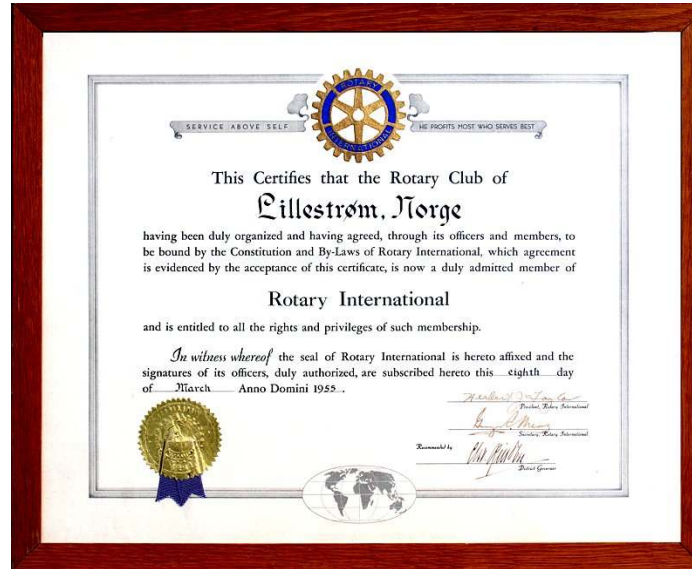 ROTARY
INTERNATIONAL
SERVICE ABOVE SELF
HE PROFITS MOST WHO SERVES BEST
This Certifies that the Rotary Club of
Lillestrøm, Norge
having been duly organized and having agreed, through its officers and members, to
be bound by the Constitution and By-Laws of Rotary International, which agreement
is evidenced by the acceptance of this certificate, is now a duly admitted member of
Rotary International
and is entitled to all the rights and privileges of such membership.
In witness whereof the seal of Rotary International is hereto affixed and the
signatures of its officers, duly authorized, are subscribed hereto this eighth day
of March Anno Domini 1955.
Herbert J. Taylor
President, Rotary International
Secretary, Rotary International
Recommended by
District Governor